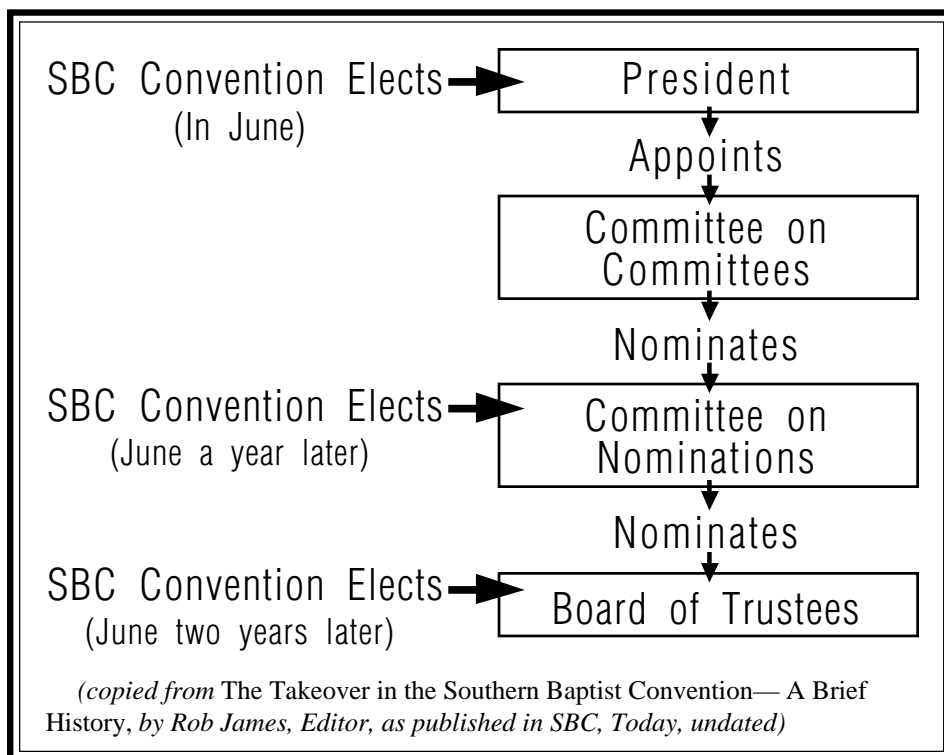 SBC Convention Elects
(In June)
President
Appoints
Committee on
Committees
Nominates
SBC Convention Elects
(June a year later)
Committee on
Nominations
Nominates
SBC Convention Elects
(June two years later)
Board of Trustees
(copied from The Takeover in the Southern Baptist Convention— A Brief
History, by Rob James, Editor, as published in SBC, Today, undated)